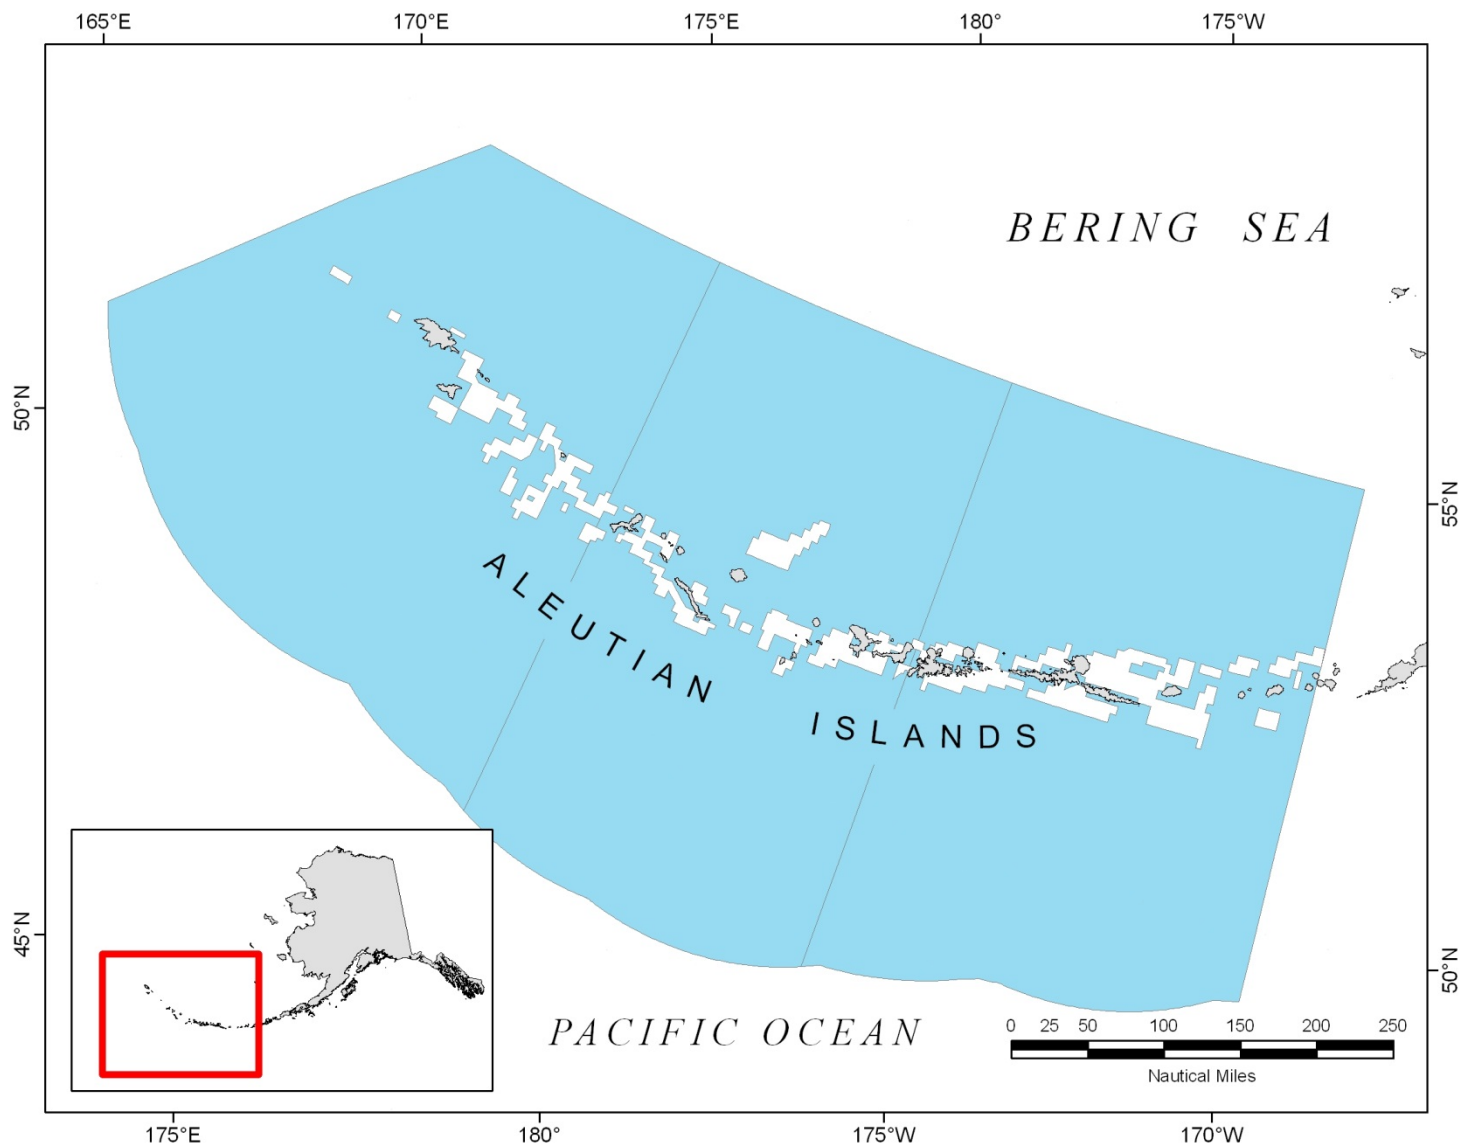 165°E 170°E 175°E 180° 175°W
BERING SEA
50°N
55°N
ALEUTIAN ISLANDS
45°N
50°N
PACIFIC OCEAN
0 25 50 100 150 200 250
Nautical Miles
175°E 180° 175°W 170°W